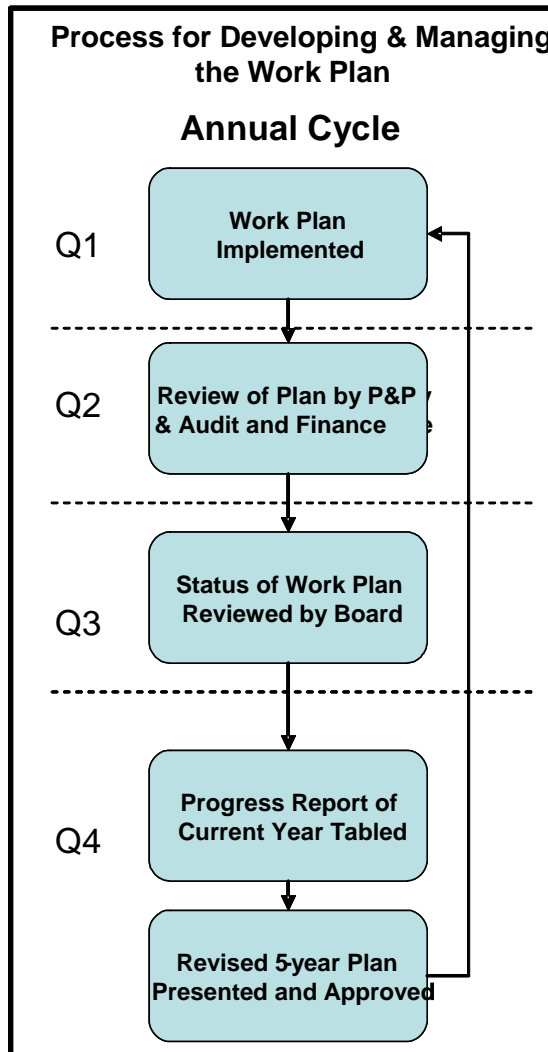 Process for Developing & Managing
the Work Plan
Annual Cycle
Q1
Work Plan
Implemented
Q2
Review of Plan by P&P
& Audit and Finance
Q3
Status of Work Plan
Reviewed by Board
Q4
Progress Report of
Current Year Tabled
Revised 5-year Plan
Presented and Approved